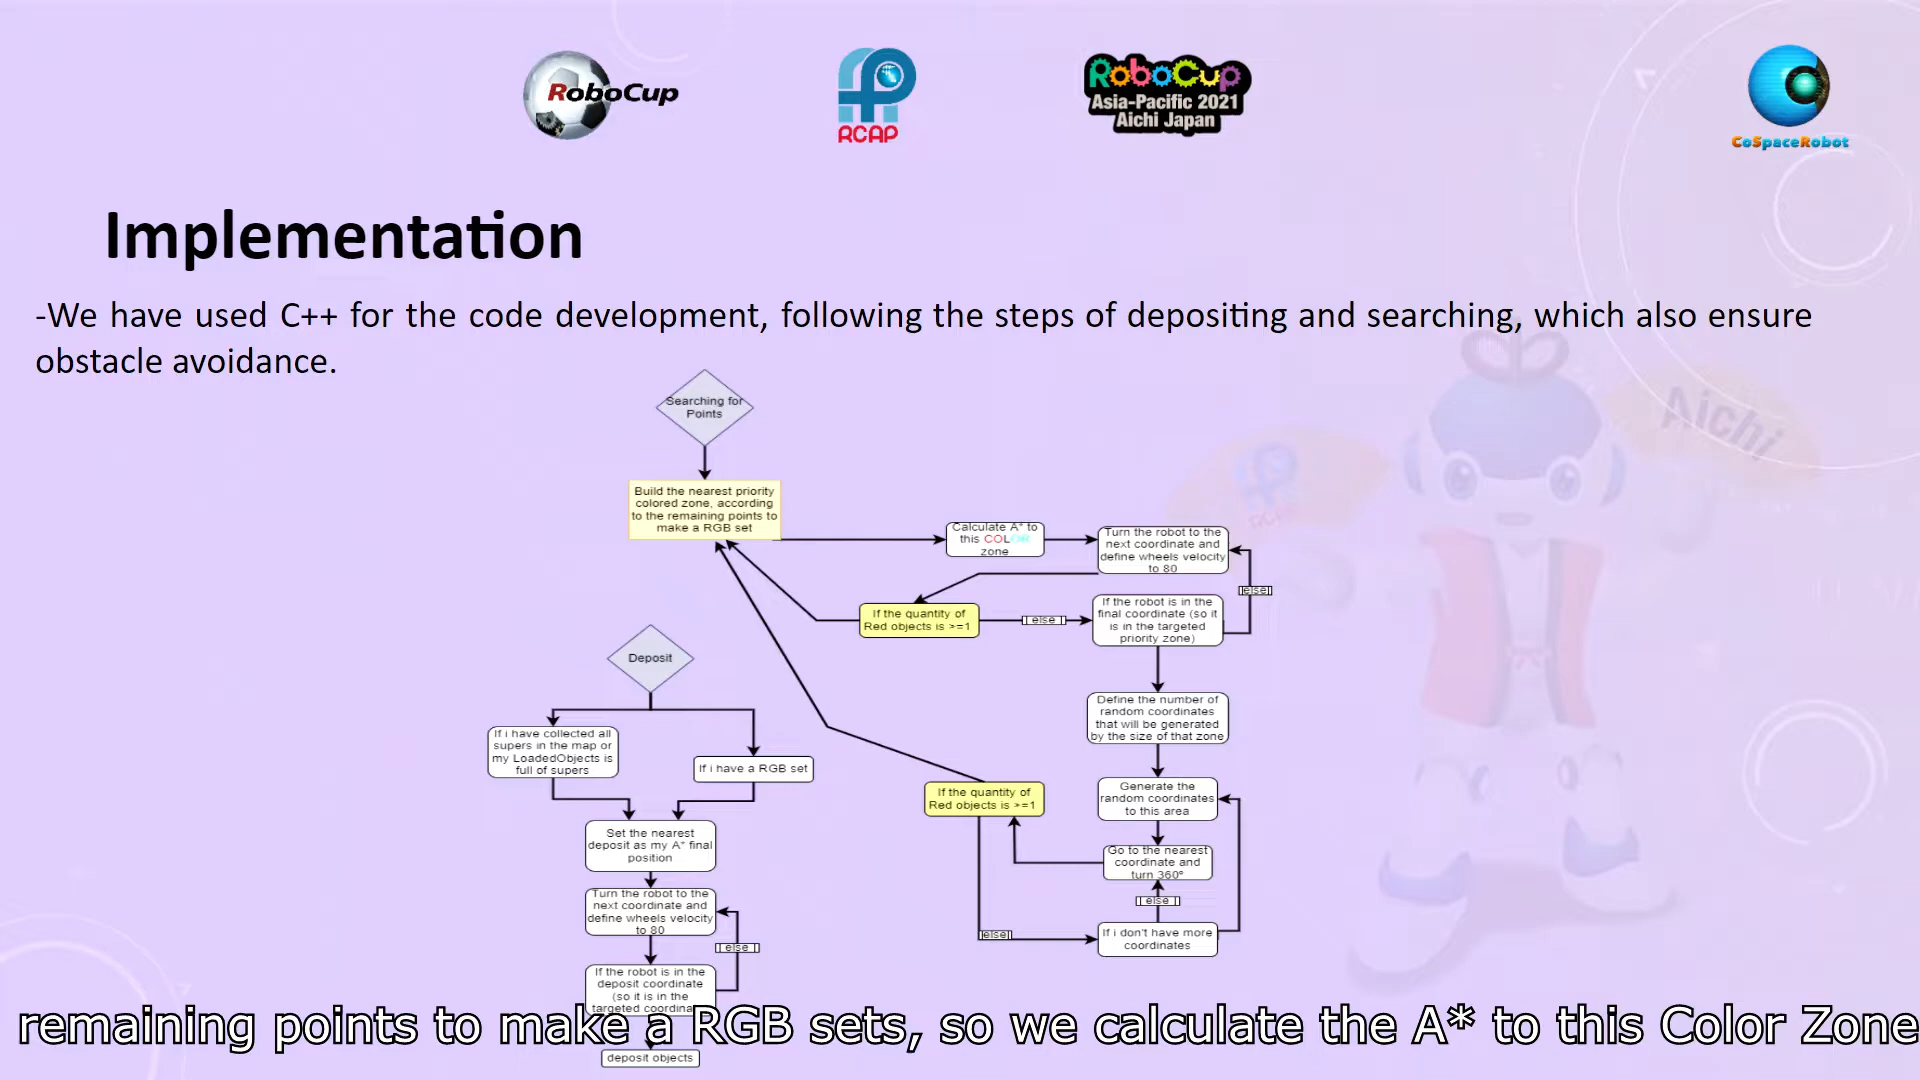 RoboCup
RCAP
RoboCup
Asia-Pacific 2021
Aichi Japan
CoSpaceRobot
Implementation
-We have used C++ for the code development, following the steps of depositing and searching, which also ensure
obstacle avoidance.
Aichi
RCAP
Searching for
Points
Build the nearest priority
colored zone, according
to the remaining points to
make a RGB set
Calculate A* to
this COLOR
zone
Turn the robot to the
next coordinate and
define wheels velocity
to 80
[else]
If the quantity of
Red objects is >=1
[ else ]
If the robot is in the
final coordinate (so it
is in the targeted
priority zone)
Define the number of
random coordinates
that will be generated
by the size of that zone
Generate the
random coordinates
to this area
Go to the nearest
coordinate and
turn 360º
[ else ]
If i don't have more
coordinates
If the quantity of
Red objects is >=1
[else]
Deposit
If i have collected all
supers in the map or
my LoadedObjects is
full of supers
If i have a RGB set
Set the nearest
deposit as my A* final
position
Turn the robot to the
next coordinate and
define wheels velocity
to 80
[ else ]
If the robot is in the
deposit coordinate
(so it is in the
targeted
deposit objects
remaining points to make a RGB sets, so we calculate the A* to this Color Zone